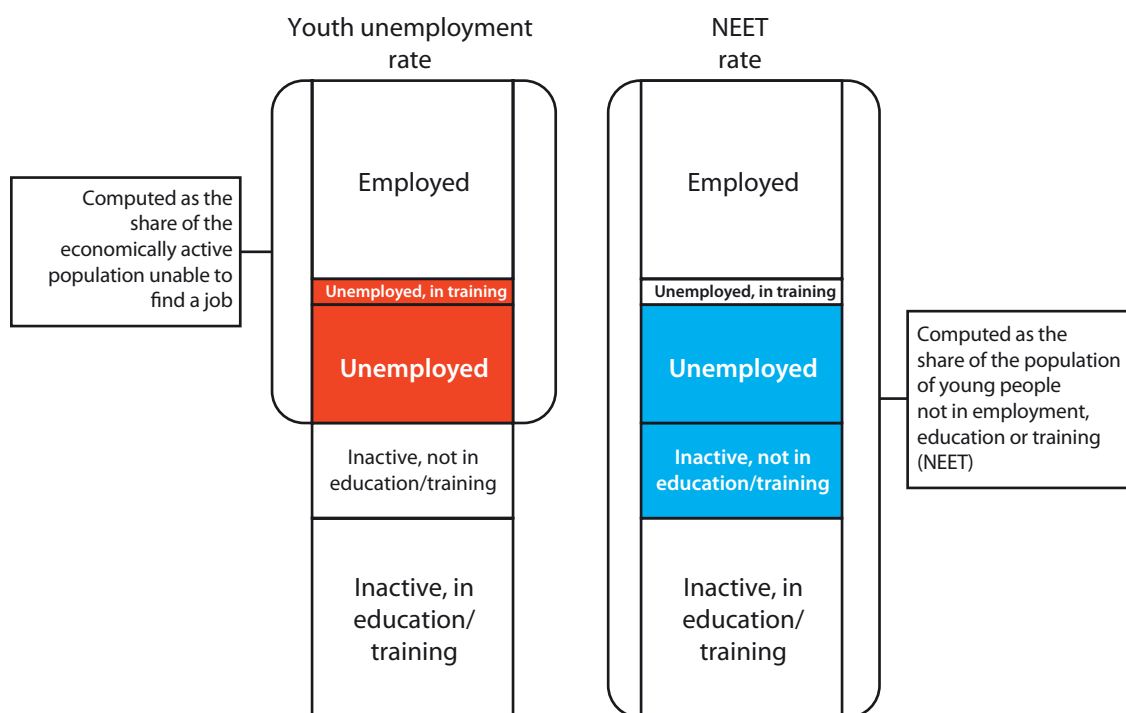 Youth unemployment
rate
NEET
rate
Computed as the
share of the
economically active
population unable to
find a job
Employed
Unemployed, in training
Unemployed
Inactive, not in
education/training
Inactive, in
education/
training
Employed
Unemployed, in training
Unemployed
Inactive, not in
education/training
Inactive, in
education/
training
Computed as the
share of the population
of young people
not in employment,
education or training
(NEET)